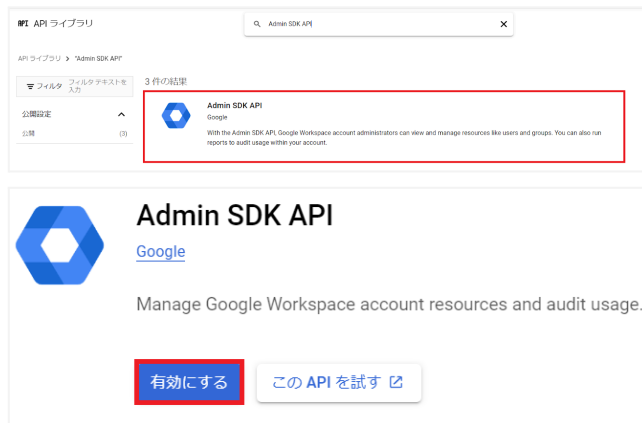 API API ライブラリ
Admin SDK API
API ライブラリ > "Admin SDK API"
フィルタ フィルタ テキストを入力
3 件の結果
公開設定
公開 (3)
Admin SDK API
Google
With the Admin SDK API, Google Workspace account administrators can view and manage resources like users and groups. You can also run
reports to audit usage within your account.
Admin SDK API
Google
Manage Google Workspace account resources and audit usage.
有効にする
この API を試す